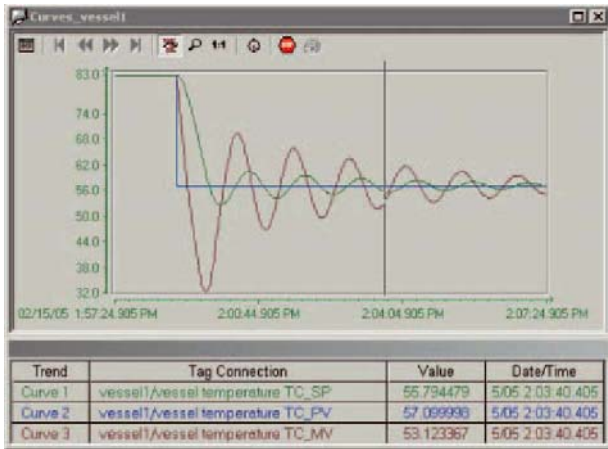 Curves_vessel1
1:1
83.0
74.0
68.0
62.0
56.0
50.0
44.0
38.0
32.0
02/15/05 1:57:24.905 PM 2:00:44.905 PM 2:04:04.905 PM 2:07:24.905 PM
Trend Tag Connection Value Date/Time
Curve 1 vessel1/vessel temperature TC_SP 55.794479 5/05 2:03:40.405
Curve 2 vessel1/vessel temperature TC_PV 57.099998 5/05 2:03:40.405
Curve 3 vessel1/vessel temperature TC_MV 53.123367 5/05 2:03:40.405